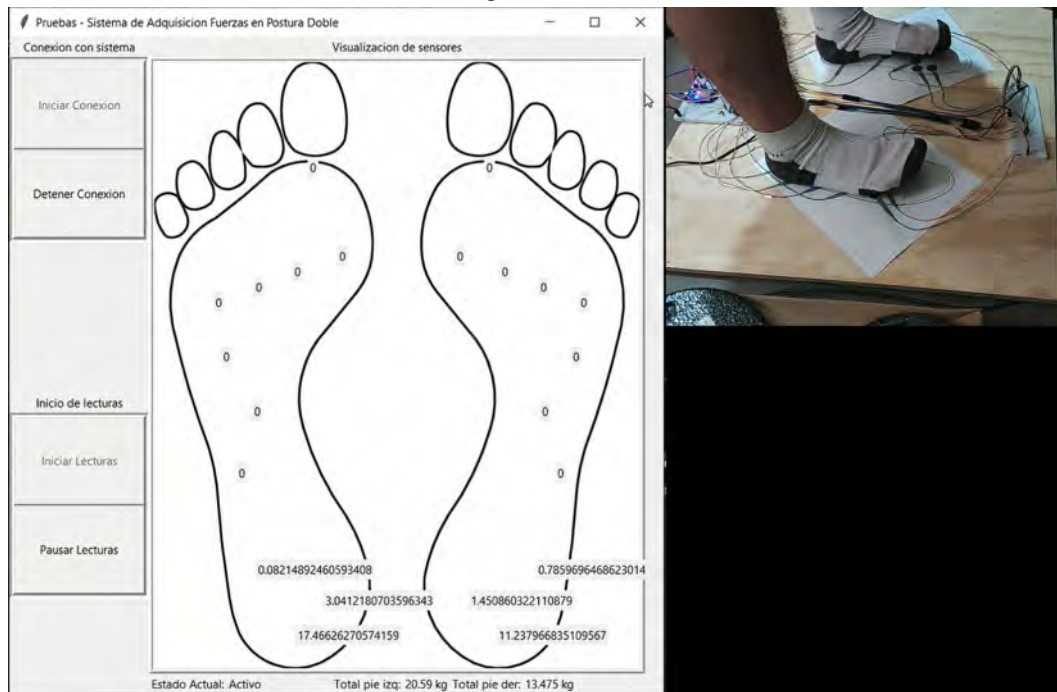 Pruebas - Sistema de Adquisicion Fuerzas en Postura Doble
Conexion con sistema
Visualizacion de sensores
Iniciar Conexion
Detener Conexion
Inicio de lecturas
Iniciar Lecturas
Pausar Lecturas
0 0
0 0
0 0
0 0
0 0
0 0
0 0
0 0
0.08214892460593408 0.7859696468623014
3.0412180703596343 1.450860322110879
17.46626270574159 11.237966835109567
Estado Actual: Activo
Total pie izq: 20.59 kg Total pie der: 13.475 kg